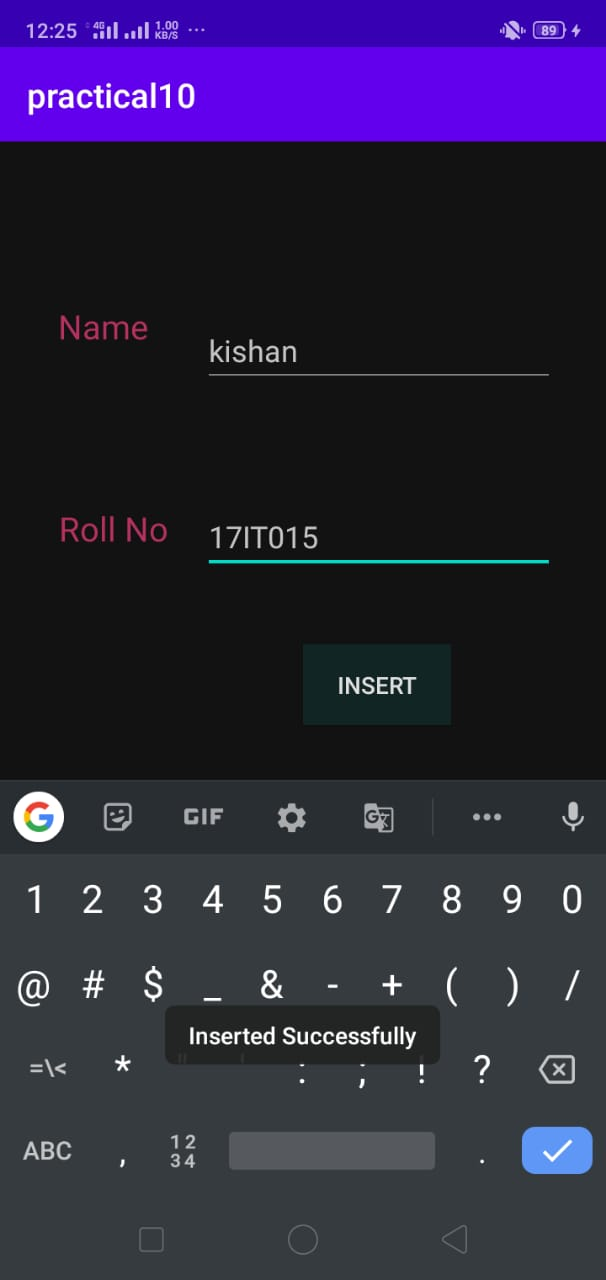 12:25 4G 1.00 KB/S ... 89
practical10
Name
kishan
Roll No
17IT015
INSERT
G GIF G
1 2 3 4 5 6 7 8 9 0
@ # $ _ & - + ( ) /
Inserted Successfully
=\< * " ' : ; ! ?
ABC , 12 34 .